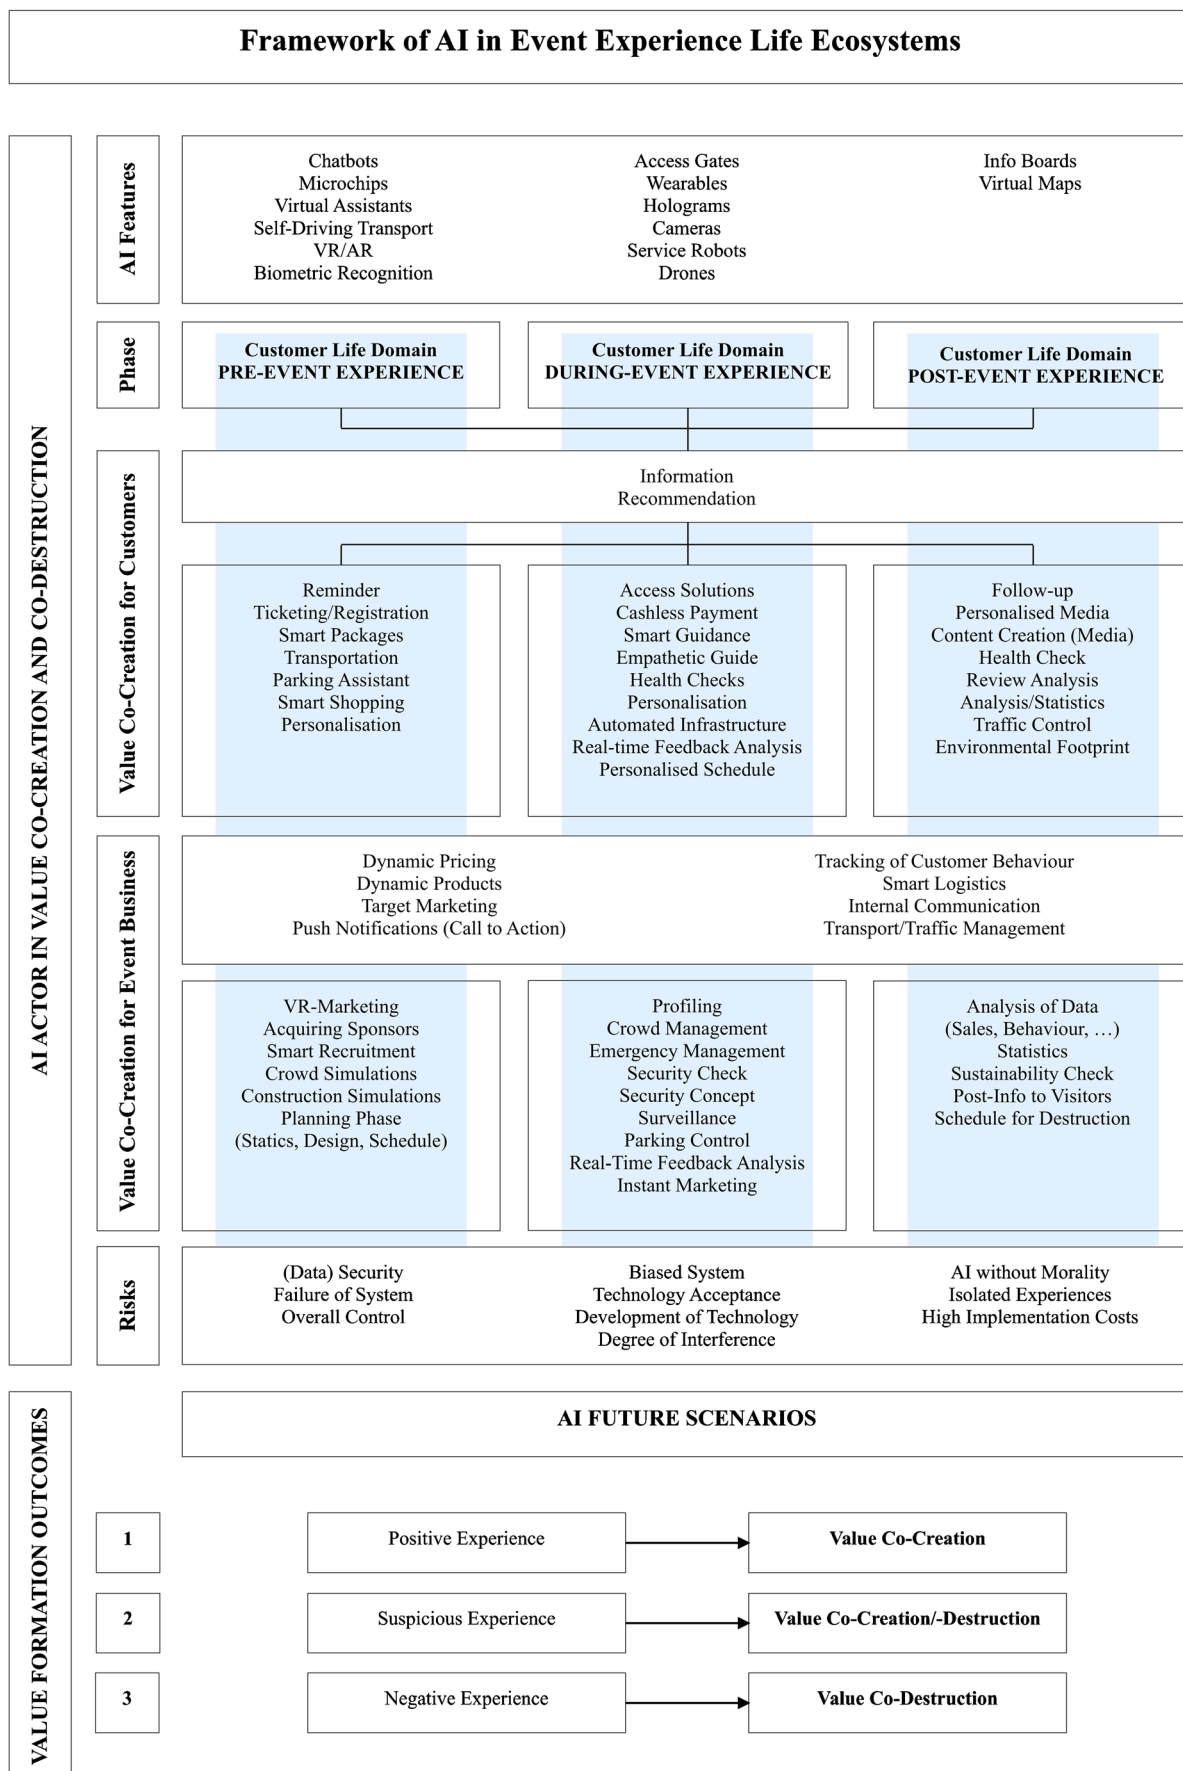 Framework of AI in Event Experience Life Ecosystems
AI ACTOR IN VALUE CO-CREATION AND CO-DESTRUCTION
AI Features
Chatbots
Microchips
Virtual Assistants
Self-Driving Transport
VR/AR
Biometric Recognition
Access Gates
Wearables
Holograms
Cameras
Service Robots
Drones
Info Boards
Virtual Maps
Phase
Customer Life Domain
PRE-EVENT EXPERIENCE
Customer Life Domain
DURING-EVENT EXPERIENCE
Customer Life Domain
POST-EVENT EXPERIENCE
Value Co-Creation for Customers
Information
Recommendation
Reminder
Ticketing/Registration
Smart Packages
Transportation
Parking Assistant
Smart Shopping
Personalisation
Access Solutions
Cashless Payment
Smart Guidance
Empathetic Guide
Health Checks
Personalisation
Automated Infrastructure
Real-time Feedback Analysis
Personalised Schedule
Follow-up
Personalised Media
Content Creation (Media)
Health Check
Review Analysis
Analysis/Statistics
Traffic Control
Environmental Footprint
Value Co-Creation for Event Business
Dynamic Pricing
Dynamic Products
Target Marketing
Push Notifications (Call to Action)
Tracking of Customer Behaviour
Smart Logistics
Internal Communication
Transport/Traffic Management
VR-Marketing
Acquiring Sponsors
Smart Recruitment
Crowd Simulations
Construction Simulations
Planning Phase
(Statics, Design, Schedule)
Profiling
Crowd Management
Emergency Management
Security Check
Security Concept
Surveillance
Parking Control
Real-Time Feedback Analysis
Instant Marketing
Analysis of Data
(Sales, Behaviour, …)
Statistics
Sustainability Check
Post-Info to Visitors
Schedule for Destruction
Risks
(Data) Security
Failure of System
Overall Control
Biased System
Technology Acceptance
Development of Technology
Degree of Interference
AI without Morality
Isolated Experiences
High Implementation Costs
VALUE FORMATION OUTCOMES
AI FUTURE SCENARIOS
1
Positive Experience
Value Co-Creation
2
Suspicious Experience
Value Co-Creation/-Destruction
3
Negative Experience
Value Co-Destruction